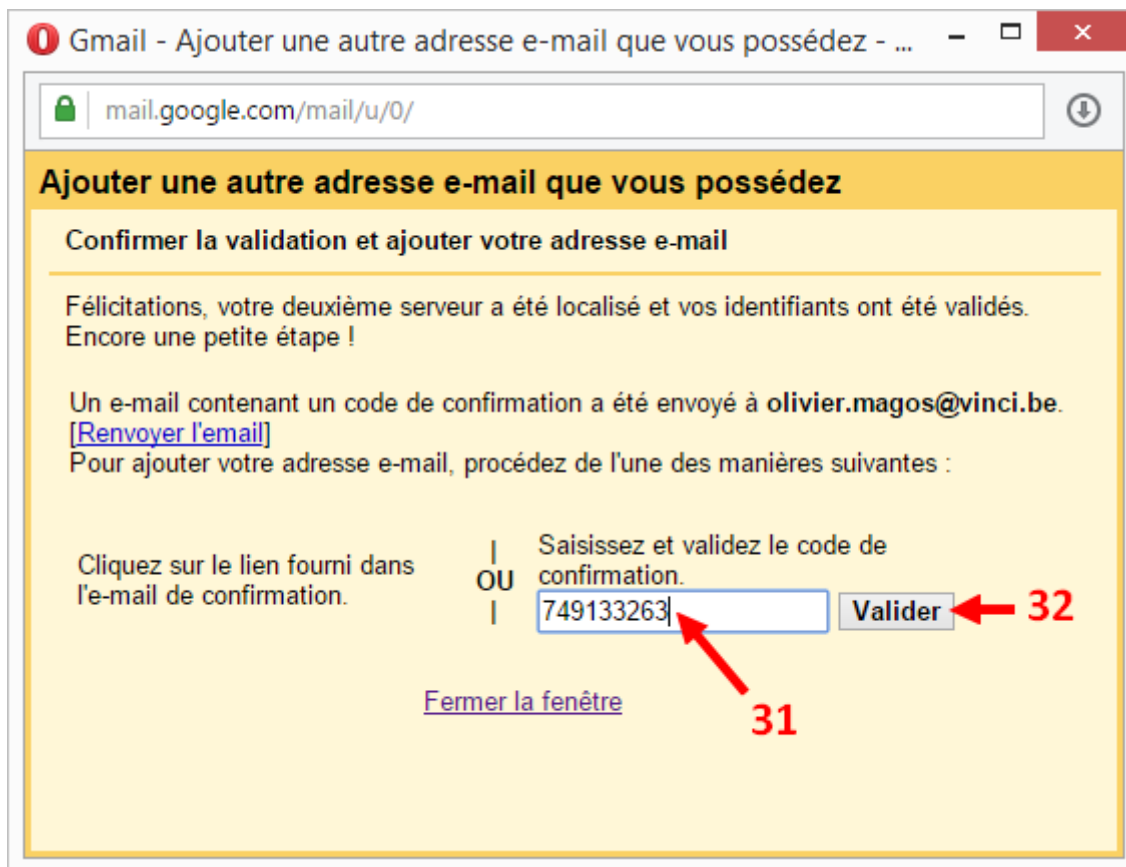 Gmail - Ajouter une autre adresse e-mail que vous possédez - ...
mail.google.com/mail/u/0/
Ajouter une autre adresse e-mail que vous possédez
Confirmer la validation et ajouter votre adresse e-mail
Félicitations, votre deuxième serveur a été localisé et vos identifiants ont été validés.
Encore une petite étape !
Un e-mail contenant un code de confirmation a été envoyé à olivier.magos@vinci.be.
[Renvoyer l'email]
Pour ajouter votre adresse e-mail, procédez de l'une des manières suivantes :
Cliquez sur le lien fourni dans
l'e-mail de confirmation.
|
OU
|
Saisissez et validez le code de
confirmation.
749133263
Valider
32
31
Fermer la fenêtre